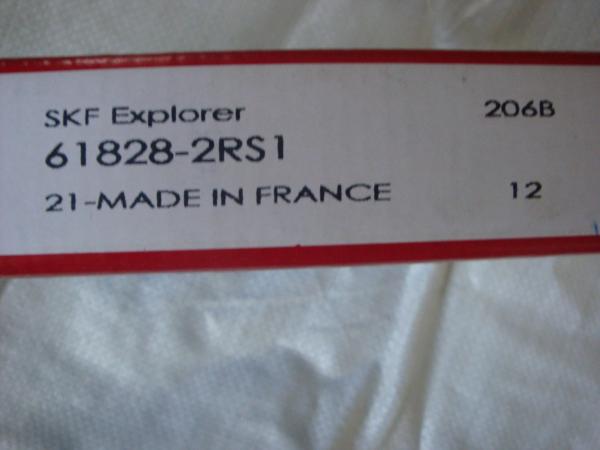 SKF Explorer 206B
61828-2RS1
21-MADE IN FRANCE 12